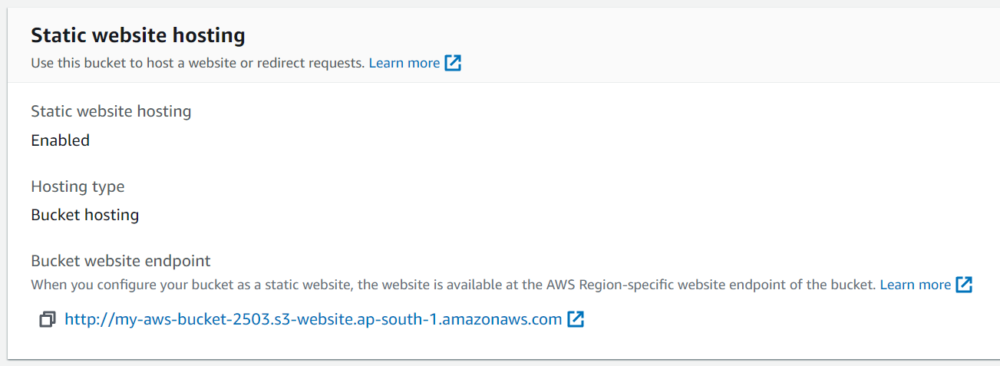 Static website hosting
Use this bucket to host a website or redirect requests. Learn more
Static website hosting
Enabled
Hosting type
Bucket hosting
Bucket website endpoint
When you configure your bucket as a static website, the website is available at the AWS Region-specific website endpoint of the bucket. Learn more
http://my-aws-bucket-2503.s3-website.ap-south-1.amazonaws.com